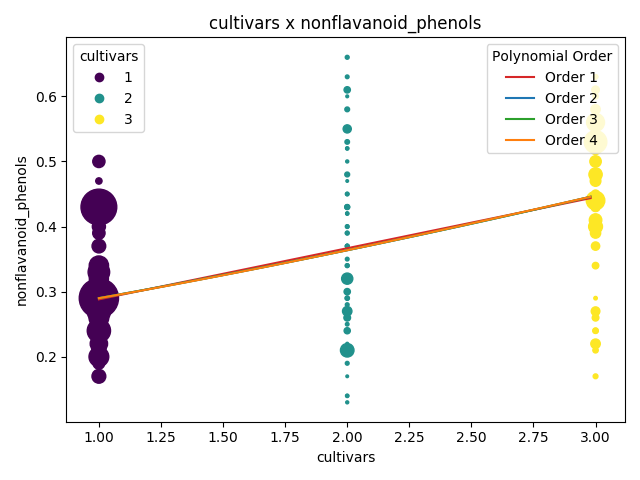 cultivars x nonflavanoid_phenols
cultivars
1
2
3
Polynomial Order
Order 1
Order 2
Order 3
Order 4
nonflavanoid_phenols
0.6
0.5
0.4
0.3
0.2
1.00 1.25 1.50 1.75 2.00 2.25 2.50 2.75 3.00
cultivars